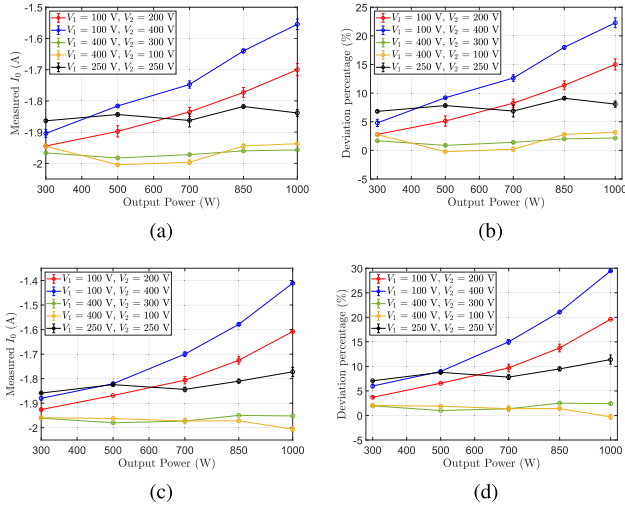 -1.5
-1.6
-1.7
-1.8
-1.9
-2
Measured I0 (A)
V1 = 100 V, V2 = 200 V
V1 = 100 V, V2 = 400 V
V1 = 400 V, V2 = 300 V
V1 = 400 V, V2 = 100 V
V1 = 250 V, V2 = 250 V
300 400 500 600 700 800 900 1000
Output Power (W)
(a)
25
20
15
10
5
0
-5
Deviation percentage (%)
V1 = 100 V, V2 = 200 V
V1 = 100 V, V2 = 400 V
V1 = 400 V, V2 = 300 V
V1 = 400 V, V2 = 100 V
V1 = 250 V, V2 = 250 V
300 400 500 600 700 800 900 1000
Output Power (W)
(b)
-1.4
-1.5
-1.6
-1.7
-1.8
-1.9
-2
Measured I0 (A)
V1 = 100 V, V2 = 200 V
V1 = 100 V, V2 = 400 V
V1 = 400 V, V2 = 300 V
V1 = 400 V, V2 = 100 V
V1 = 250 V, V2 = 250 V
300 400 500 600 700 800 900 1000
Output Power (W)
(c)
30
25
20
15
10
5
0
-5
Deviation percentage (%)
V1 = 100 V, V2 = 200 V
V1 = 100 V, V2 = 400 V
V1 = 400 V, V2 = 300 V
V1 = 400 V, V2 = 100 V
V1 = 250 V, V2 = 250 V
300 400 500 600 700 800 900 1000
Output Power (W)
(d)